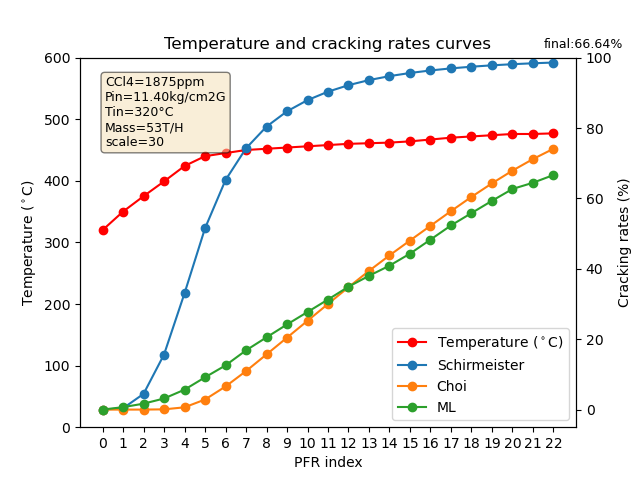 Temperature and cracking rates curves
final:66.64%
CCl4=1875ppm
Pin=11.40kg/cm2G
Tin=320°C
Mass=53T/H
scale=30
Temperature (°C)
600
500
400
300
200
100
0
Cracking rates (%)
100
80
60
40
20
0
Temperature (°C)
Schirmeister
Choi
ML
0 1 2 3 4 5 6 7 8 9 10 11 12 13 14 15 16 17 18 19 20 21 22
PFR index